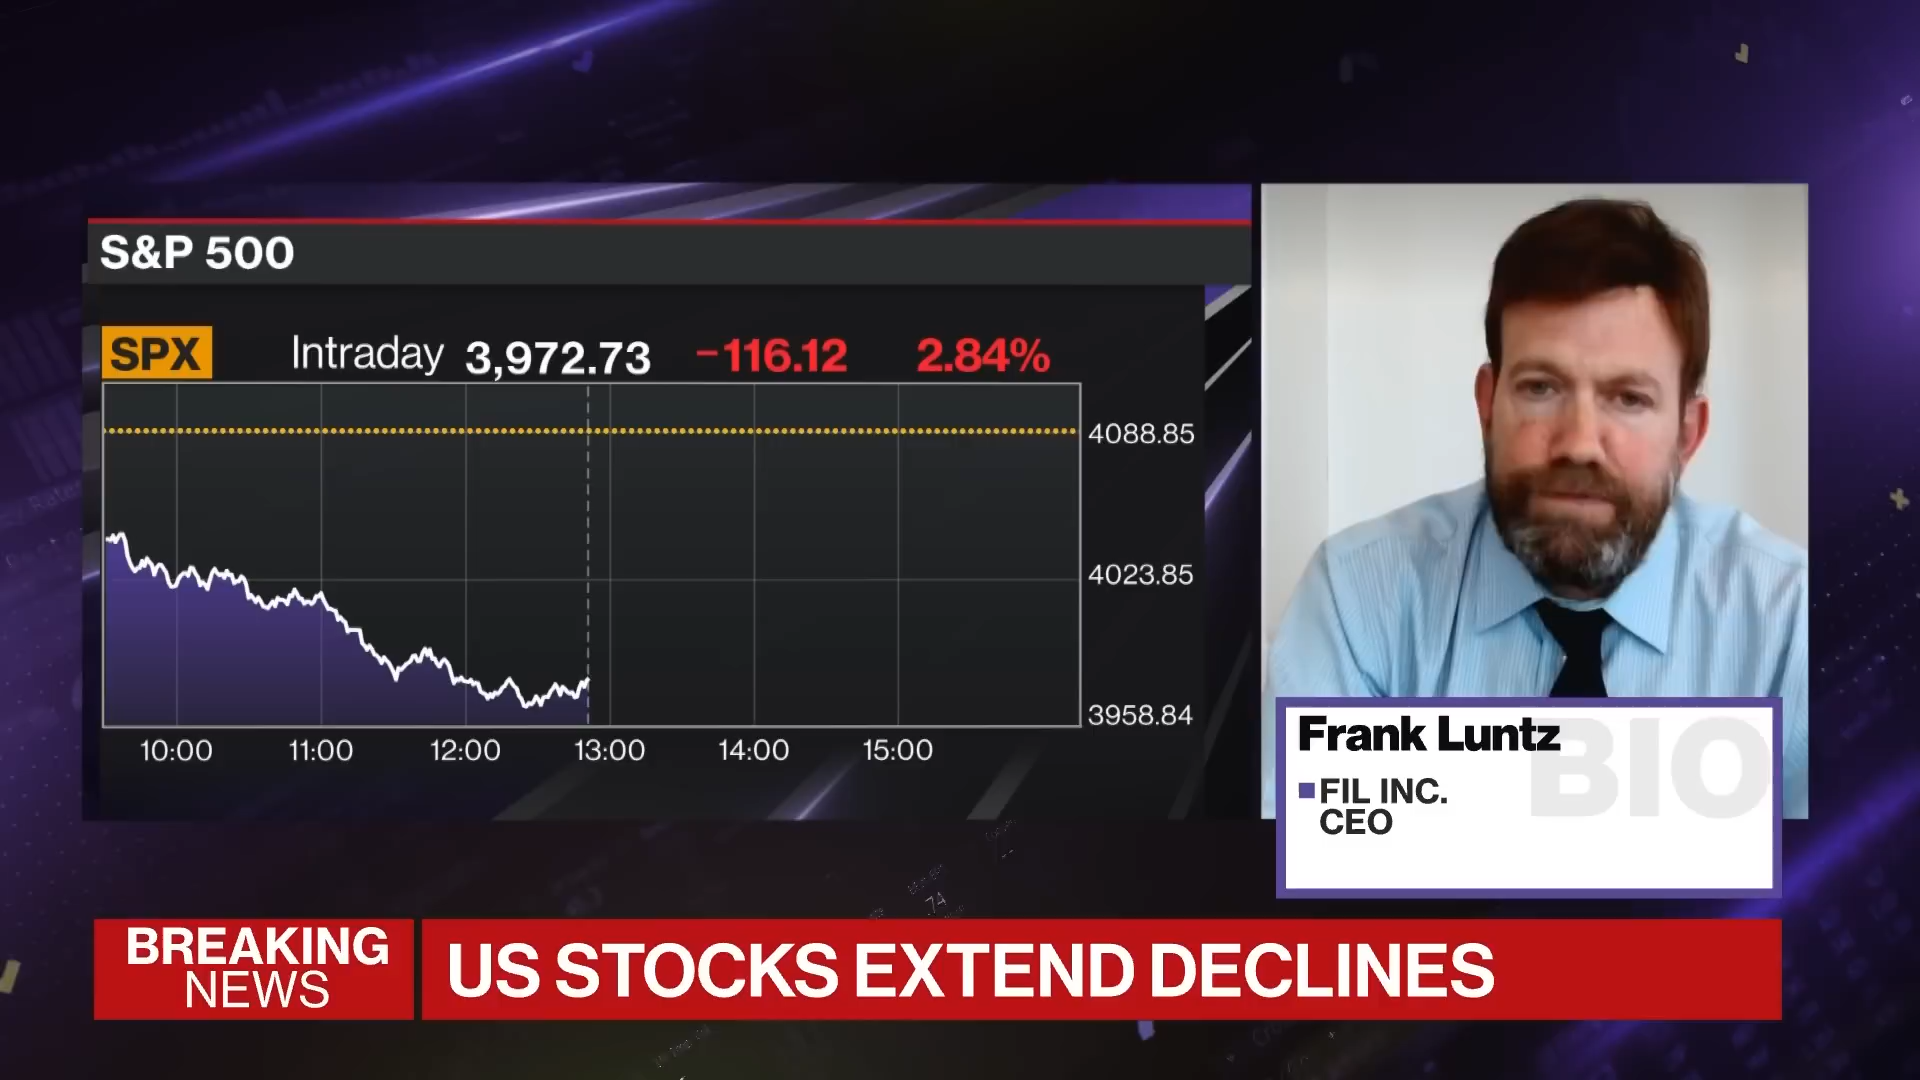 S&P 500
SPX Intraday 3,972.73 −116.12 2.84%
4088.85
4023.85
3958.84
10:00 11:00 12:00 13:00 14:00 15:00
BIO
Frank Luntz
FIL INC.
CEO
.74
BREAKING
NEWS
US STOCKS EXTEND DECLINES